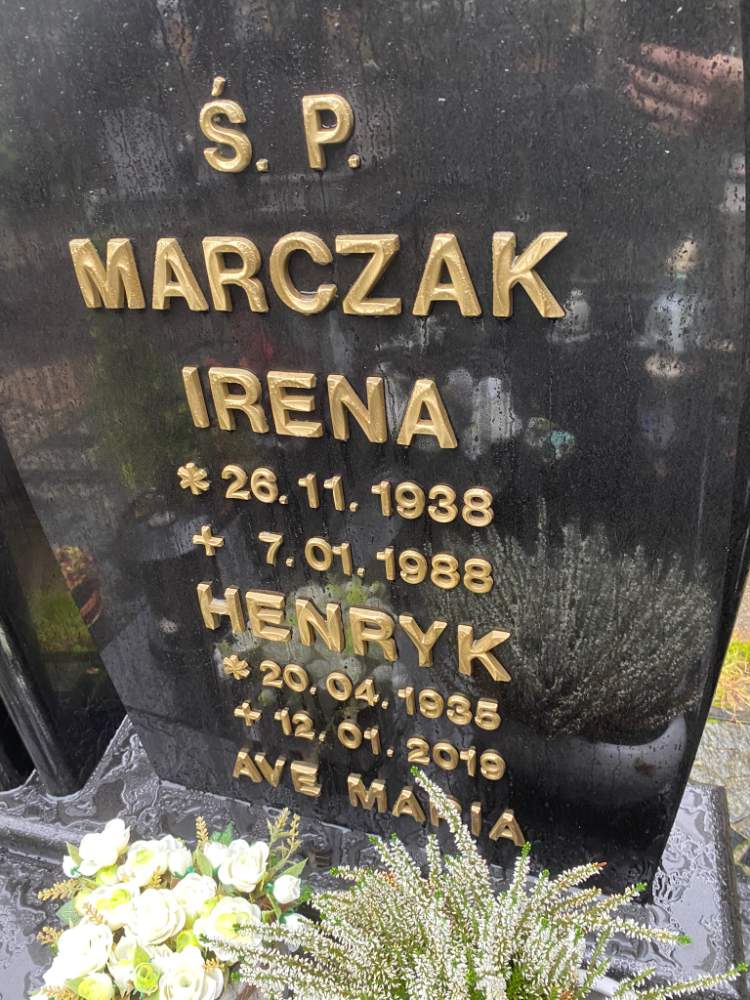 Ś. P.
MARCZAK
IRENA
* 26.11.1938
+ 7.01.1988
HENRYK
* 20.04.1935
+ 12.01.2019
AVE MARIA